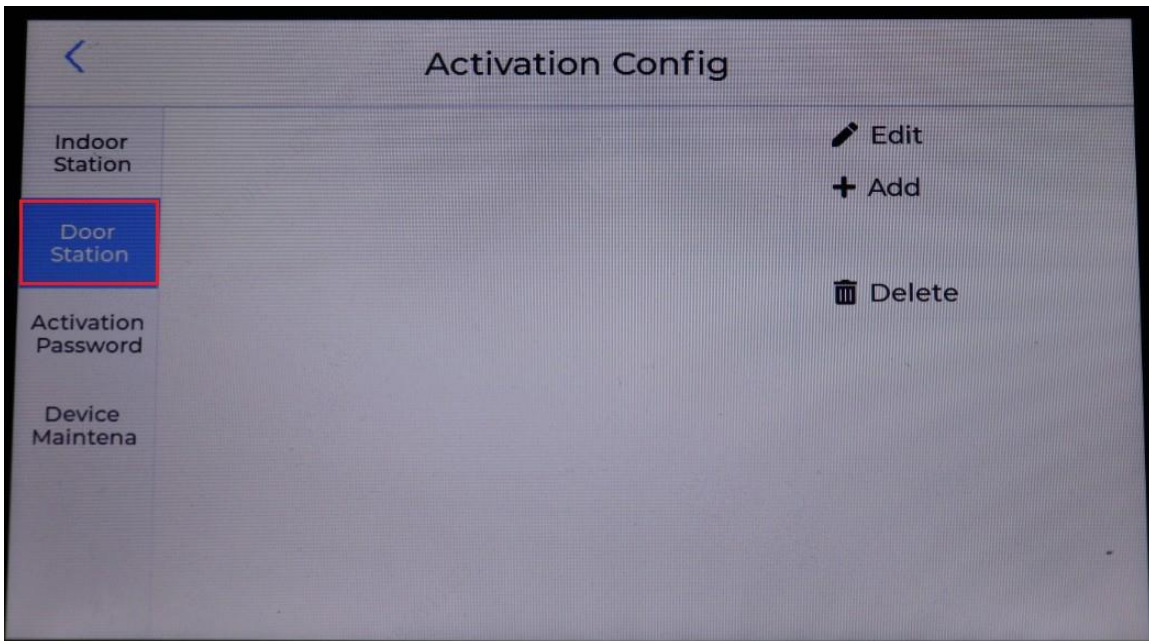 Activation Config
Indoor
Station
Door
Station
Activation
Password
Device
Maintena
Edit
Add
Delete